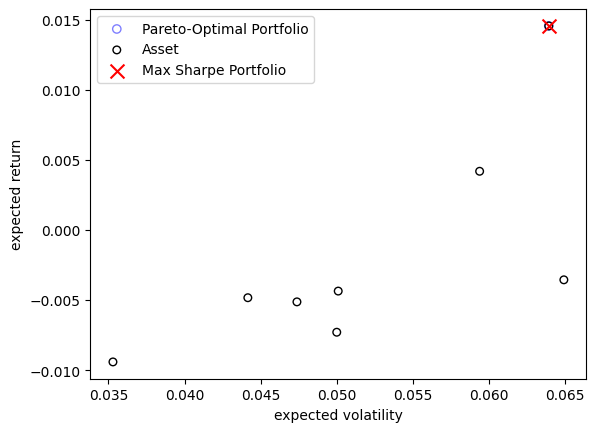 0.015
0.010
0.005
0.000
−0.005
−0.010
expected return
Pareto-Optimal Portfolio
Asset
Max Sharpe Portfolio
0.035 0.040 0.045 0.050 0.055 0.060 0.065
expected volatility